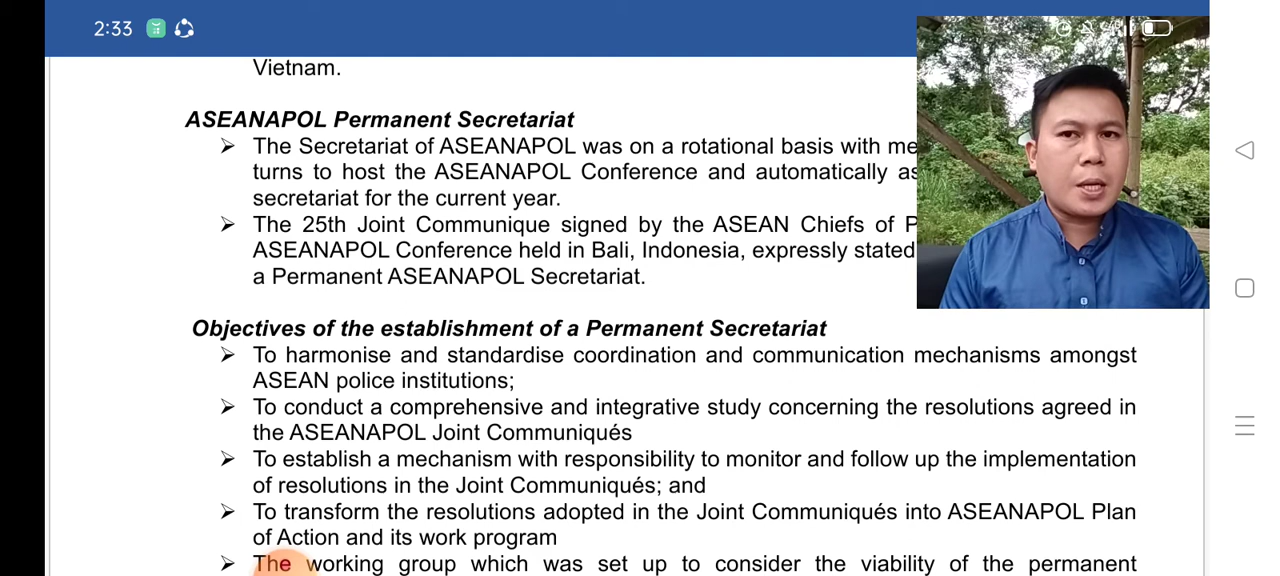 2:33
Vietnam.
ASEANAPOL Permanent Secretariat
➢ The Secretariat of ASEANAPOL was on a rotational basis with
turns to host the ASEANAPOL Conference and automatically
secretariat for the current year.
➢ The 25th Joint Communique signed by the ASEAN Chiefs of
ASEANAPOL Conference held in Bali, Indonesia, expressly stated
a Permanent ASEANAPOL Secretariat.
Objectives of the establishment of a Permanent Secretariat
➢ To harmonise and standardise coordination and communication mechanisms amongst
ASEAN police institutions;
➢ To conduct a comprehensive and integrative study concerning the resolutions agreed in
the ASEANAPOL Joint Communiqués
➢ To establish a mechanism with responsibility to monitor and follow up the implementation
of resolutions in the Joint Communiqués; and
➢ To transform the resolutions adopted in the Joint Communiqués into ASEANAPOL Plan
of Action and its work program
➢ The working group which was set up to consider the viability of the permanent